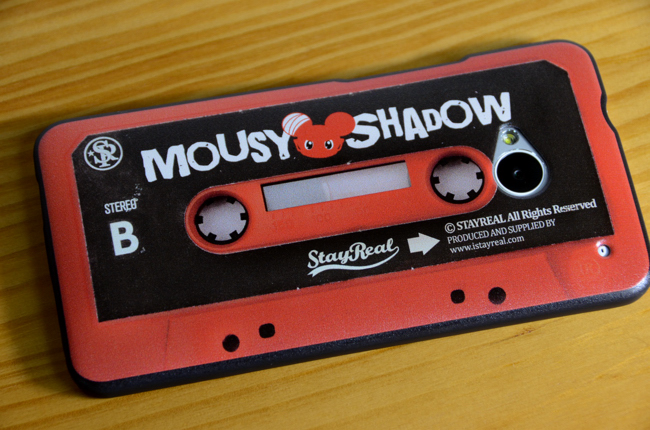 SR
MOUSY SHADOW
STEREO
B
StayReal
© STAYREAL All Rights Reserved
PRODUCED AND SUPPLIED BY
www.istayreal.com